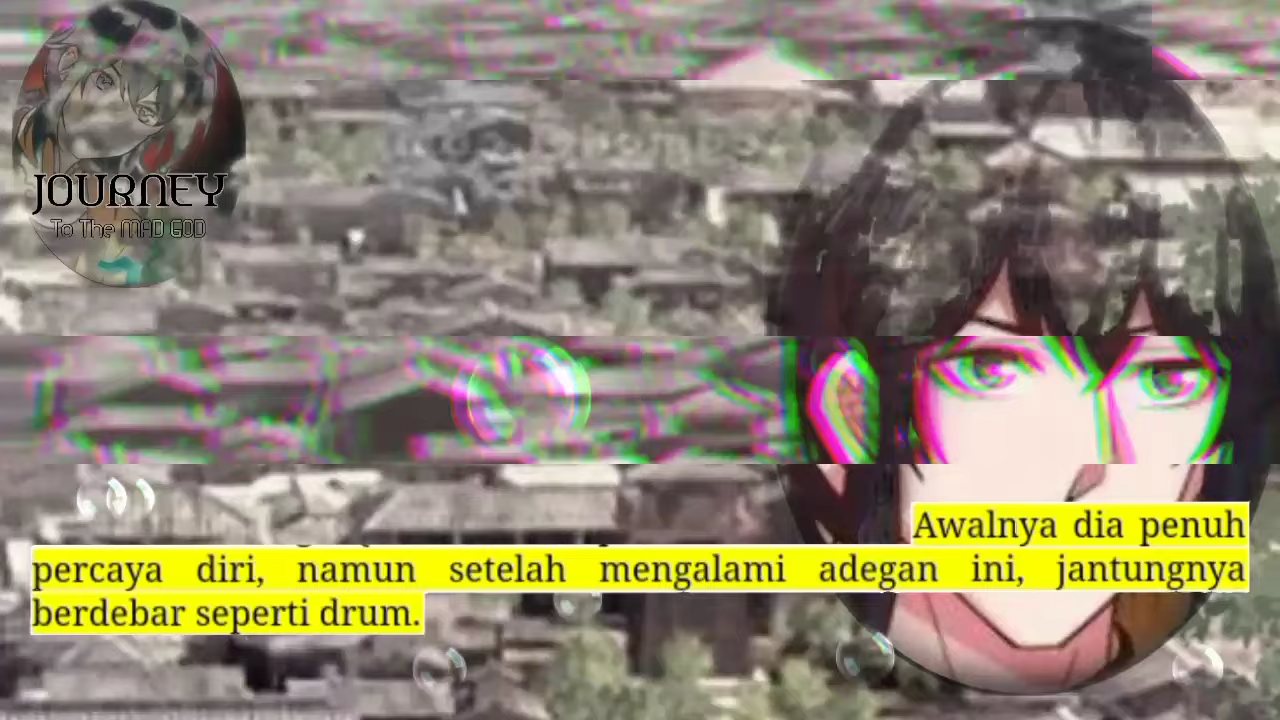 JOURNEY
To The MAD GOD
Awalnya dia penuh
percaya diri, namun setelah mengalami adegan ini, jantungnya
berdebar seperti drum.